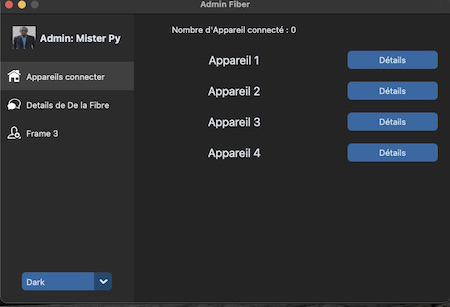 Admin Fiber
Admin: Mister Py
Appareils connecter
Details de De la Fibre
Frame 3
Dark
Nombre d'Appareil connecté : 0
Appareil 1 Détails
Appareil 2 Détails
Appareil 3 Détails
Appareil 4 Détails